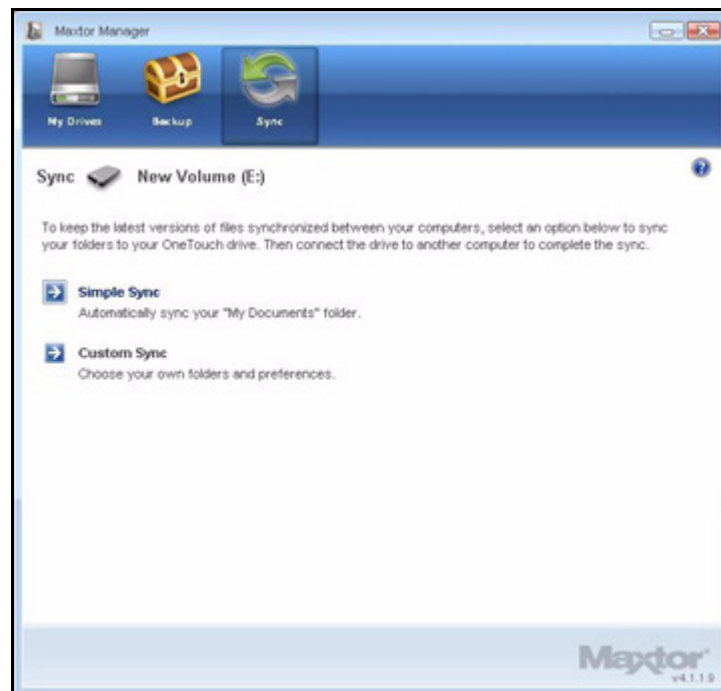 Maxtor Manager
My Drives Backup Sync
Sync New Volume (E:)
To keep the latest versions of files synchronized between your computers, select an option below to sync
your folders to your OneTouch drive. Then connect the drive to another computer to complete the sync.
Simple Sync
Automatically sync your "My Documents" folder.
Custom Sync
Choose your own folders and preferences.
Maxtor
v4.1.1.9